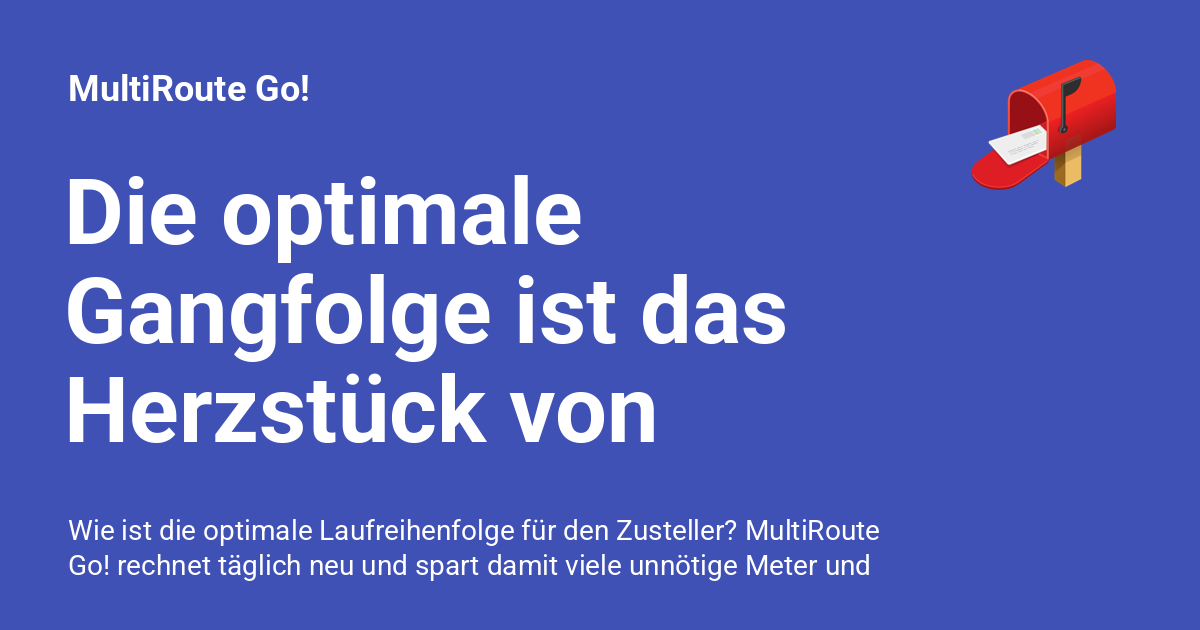 MultiRoute Go!
Die optimale
Gangfolge ist das
Herzstück von
Wie ist die optimale Laufreihenfolge für den Zusteller? MultiRoute
Go! rechnet täglich neu und spart damit viele unnötige Meter und